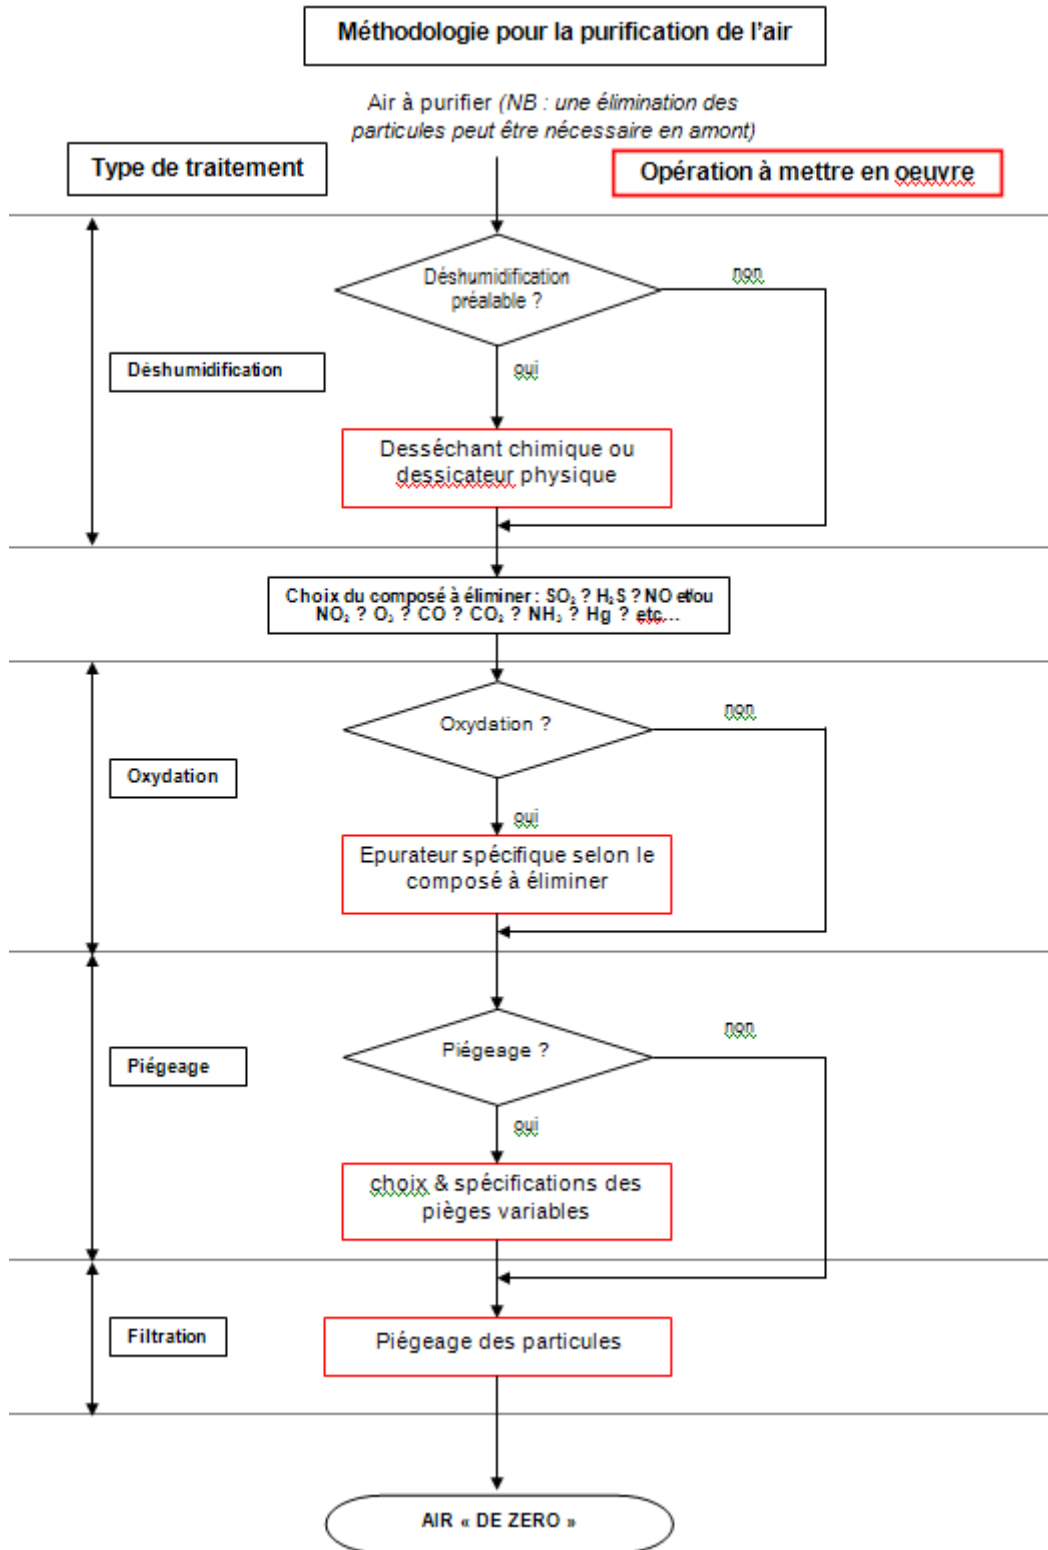 Méthodologie pour la purification de l'air
Air à purifier (NB : une élimination des
particules peut être nécessaire en amont)
Type de traitement
Opération à mettre en oeuvre
Déshumidification
préalable ?
non
oui
Déshumidification
Desséchant chimique ou
dessicateur physique
Choix du composé à éliminer : SO₂ ? H₂S ? NO et/ou
NO₂ ? O₃ ? CO ? CO₂ ? NH₃ ? Hg ? etc...
Oxydation ?
non
oui
Oxydation
Epurateur spécifique selon le
composé à éliminer
Piégeage ?
non
oui
Piégeage
choix & spécifications des
pièges variables
Filtration
Piégeage des particules
AIR « DE ZERO »